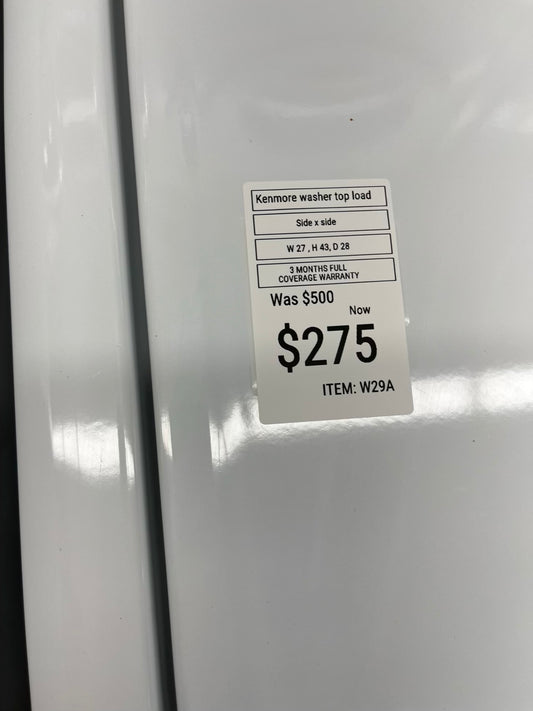 Kenmore washer top load
Side x side
W 27 , H 43, D 28
3 MONTHS FULL
COVERAGE WARRANTY
Was $500
Now
$275
ITEM: W29A